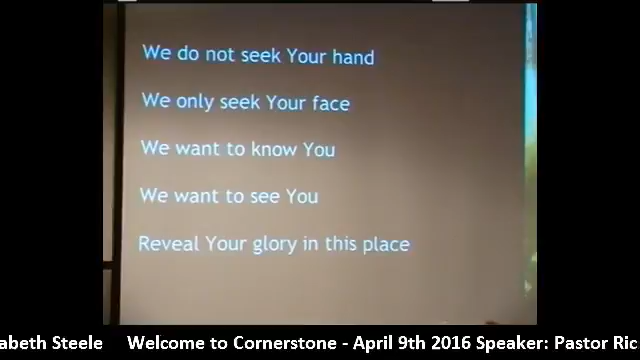 We do not seek Your hand
We only seek Your face
We want to know You
We want to see You
Reveal Your glory in this place
abeth Steele Welcome to Cornerstone - April 9th 2016 Speaker: Pastor Ric